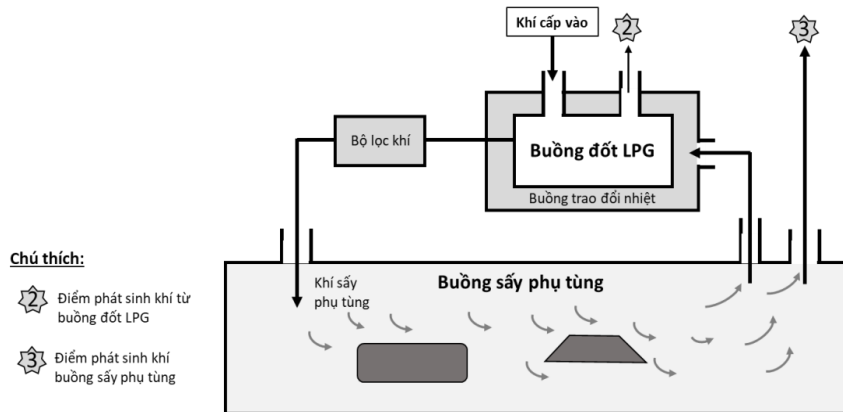 Khí cấp vào
2
3
Bộ lọc khí
Buồng đốt LPG
Buồng trao đổi nhiệt
Chú thích:
Khí sấy
phụ tùng
Buồng sấy phụ tùng
2
Điểm phát sinh khí từ
buồng đốt LPG
3
Điểm phát sinh khí
buồng sấy phụ tùng